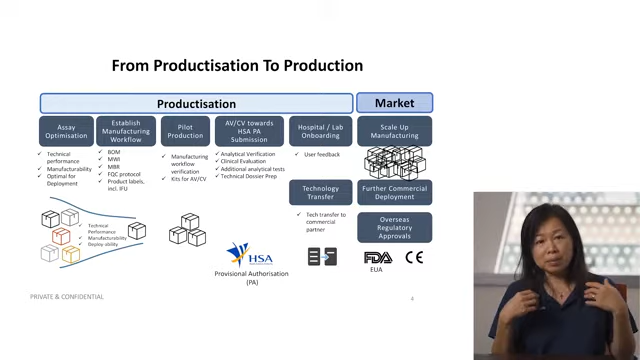 From Productisation To Production
Productisation
Market
Assay
Optimisation
Establish
Manufacturing
Workflow
Pilot
Production
AV/CV towards
HSA PA
Submission
Hospital / Lab
Onboarding
Scale Up
Manufacturing
✓ Technical
performance
✓ Manufacturability
✓ Optimal for
Deployment
✓ BOM
✓ MWI
✓ MBR
✓ FQC protocol
✓ Product labels,
incl. IFU
✓ Manufacturing
workflow
verification
✓ Kits for AV/CV
✓ Analytical Verification
✓ Clinical Evaluation
✓ Additional analytical tests
✓ Technical Dossier Prep
✓ User feedback
Technology
Transfer
Further Commercial
Deployment
✓ Technical
Performance
✓ Manufacturability
✓ Deploy-ability
✓ Tech transfer to
commercial
partner
Overseas
Regulatory
Approvals
HSA
Provisional Authorisation
(PA)
FDA
EUA
CE
PRIVATE & CONFIDENTIAL
4